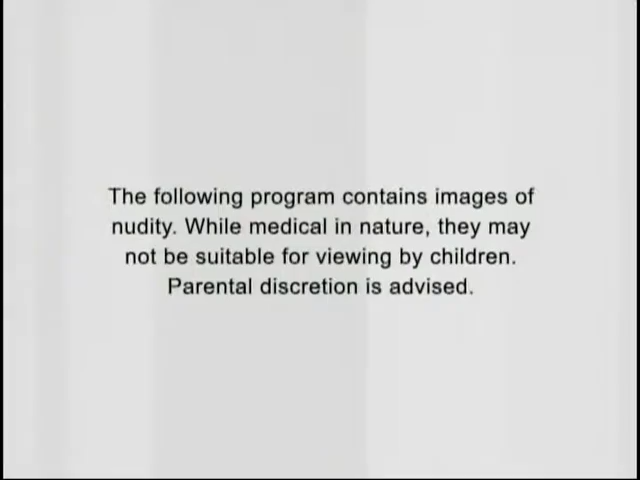 The following program contains images of
nudity. While medical in nature, they may
not be suitable for viewing by children.
Parental discretion is advised.